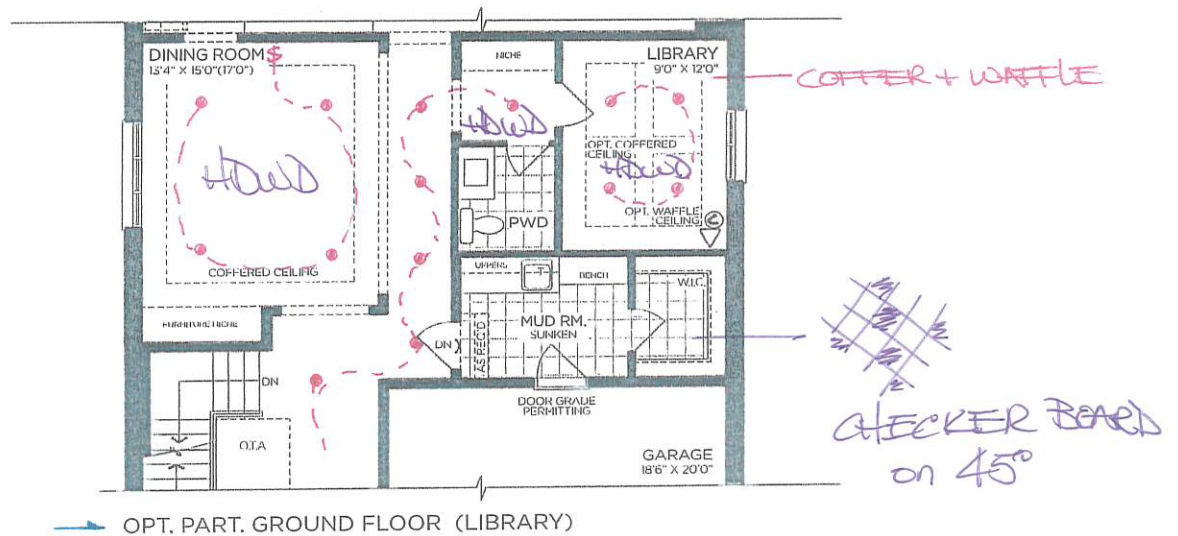 DINING ROOM $
13'4" X 15'0"(17'0")
NICHE
LIBRARY
9'0" X 12'0"
COFFER + WAFFLE
HDWD
HDWD
OPT. COFFERED
CEILING
HDWD
OPT. WAFFLE
CEILING
C
PWD
COFFERED CEILING
UPPERS
T
BENCH
W.I.C.
FURNITURE NICHE
MUD RM.
SUNKEN
DN
AS REQ'D
DN
DOOR GRADE
PERMITTING
O.T.A
GARAGE
18'6" X 20'0"
CHECKER BOARD
on 45°
OPT. PART. GROUND FLOOR (LIBRARY)